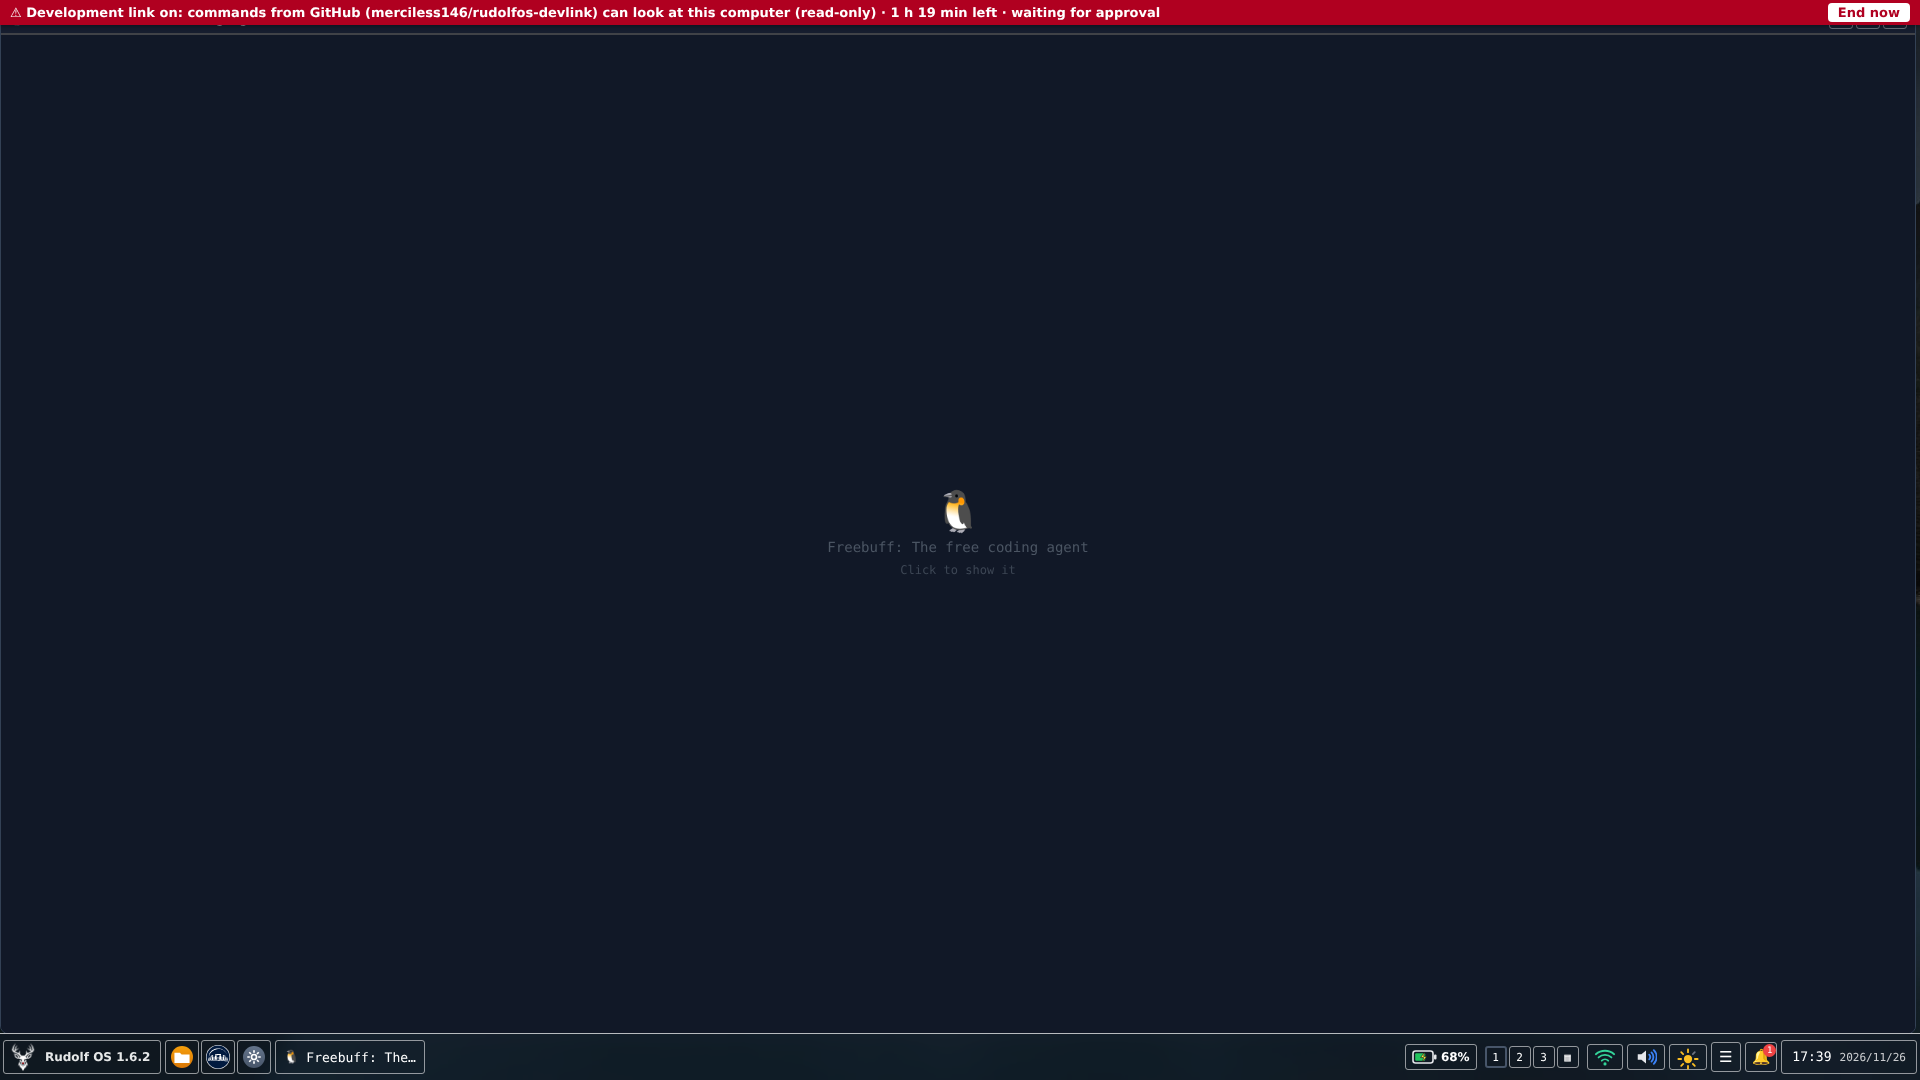 ⚠ Development link on: commands from GitHub (merciless146/rudolfos-devlink) can look at this computer (read-only) · 1 h 19 min left · waiting for approval
End now
Freebuff: The free coding agent
Click to show it
Rudolf OS 1.6.2
Freebuff: The…
68%
1 2 3
1
17:39 2026/11/26